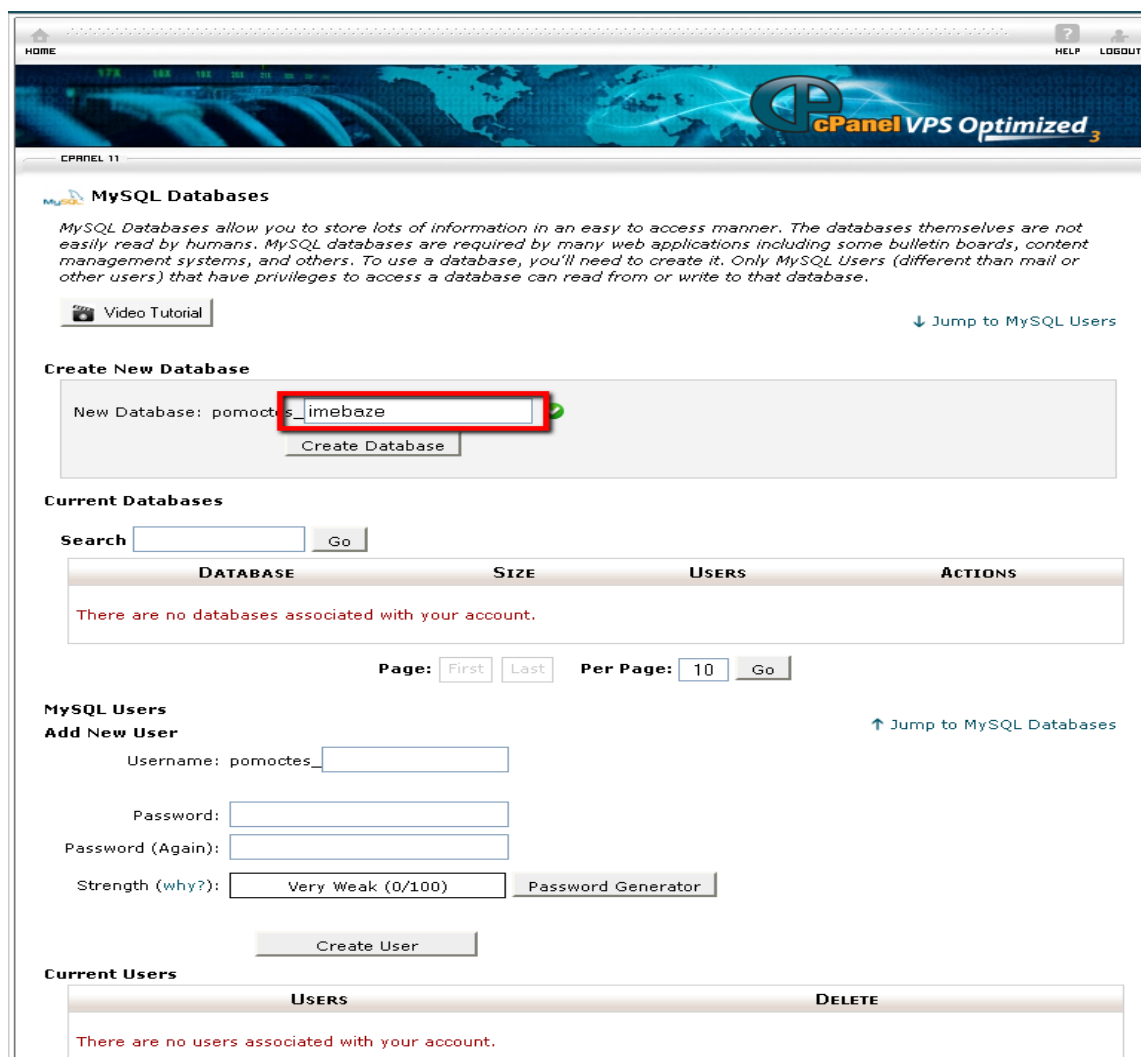 HOME
HELP LOGOUT
17X 18X 19X 20X 21X
cPanel VPS Optimized 3
CPANEL 11
MySQL MySQL Databases
MySQL Databases allow you to store lots of information in an easy to access manner. The databases themselves are not
easily read by humans. MySQL databases are required by many web applications including some bulletin boards, content
management systems, and others. To use a database, you'll need to create it. Only MySQL Users (different than mail or
other users) that have privileges to access a database can read from or write to that database.
Video Tutorial
↓ Jump to MySQL Users
Create New Database
New Database: pomoctes_imebaze
Create Database
Current Databases
Search Go
DATABASE SIZE USERS ACTIONS
There are no databases associated with your account.
Page: First Last Per Page: 10 Go
MySQL Users
↑ Jump to MySQL Databases
Add New User
Username: pomoctes_
Password:
Password (Again):
Strength (why?): Very Weak (0/100) Password Generator
Create User
Current Users
USERS DELETE
There are no users associated with your account.